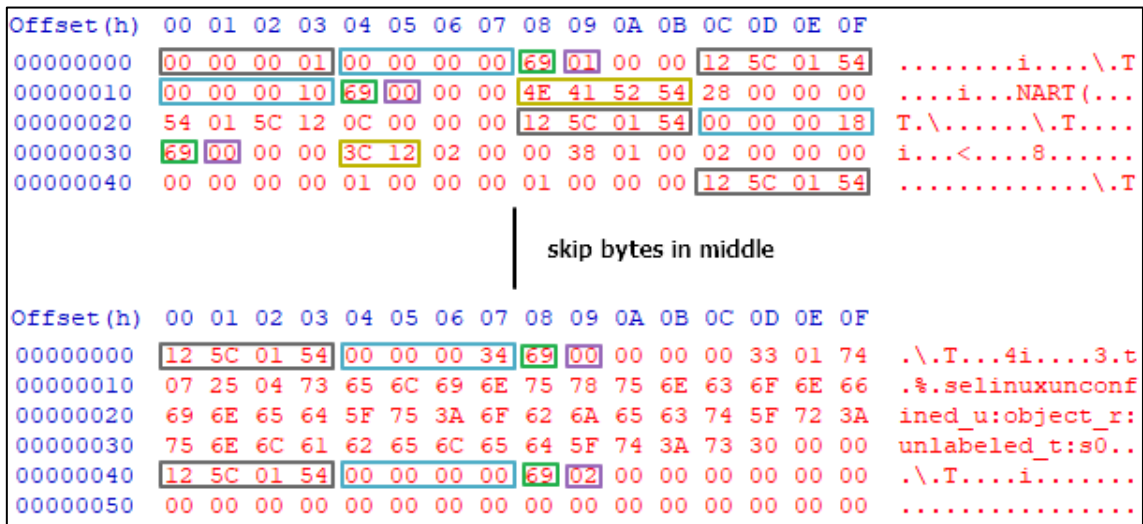 Offset(h) 00 01 02 03 04 05 06 07 08 09 0A 0B 0C 0D 0E 0F
00000000 00 00 00 01 00 00 00 00 69 01 00 00 12 5C 01 54 ........i....\.T
00000010 00 00 00 10 69 00 00 00 4E 41 52 54 28 00 00 00 ....i...NART(...
00000020 54 01 5C 12 0C 00 00 00 12 5C 01 54 00 00 00 18 T.\......\.T....
00000030 69 00 00 00 3C 12 02 00 00 38 01 00 02 00 00 00 i...<....8......
00000040 00 00 00 00 01 00 00 00 01 00 00 00 12 5C 01 54 .............\.T
skip bytes in middle
Offset(h) 00 01 02 03 04 05 06 07 08 09 0A 0B 0C 0D 0E 0F
00000000 12 5C 01 54 00 00 00 34 69 00 00 00 00 33 01 74 .\.T...4i....3.t
00000010 07 25 04 73 65 6C 69 6E 75 78 75 6E 63 6F 6E 66 .%.selinuxunconf
00000020 69 6E 65 64 5F 75 3A 6F 62 6A 65 63 74 5F 72 3A ined_u:object_r:
00000030 75 6E 6C 61 62 65 6C 65 64 5F 74 3A 73 30 00 00 unlabeled_t:s0..
00000040 12 5C 01 54 00 00 00 00 69 02 00 00 00 00 00 00 .\.T....i.......
00000050 00 00 00 00 00 00 00 00 00 00 00 00 00 00 00 00 ................